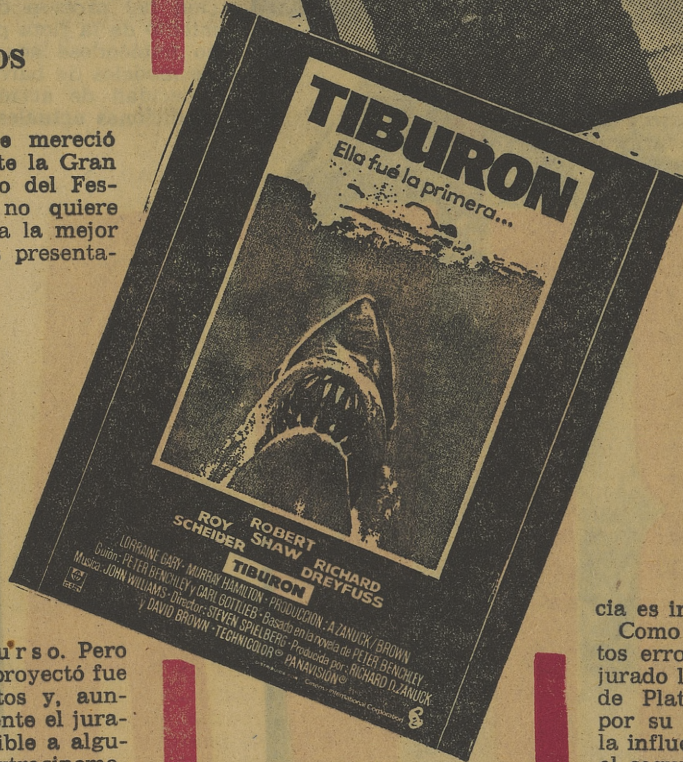 OS
e mereció
te la Gran
o del Fes-
no quiere
a la mejor
presenta-
TIBURON
Ella fué la primera...
ROY SCHEIDER
ROBERT SHAW
RICHARD DREYFUSS
TIBURON
LORRAINE GARY · MURRAY HAMILTON · PRODUCCION: A ZANUCK/BROWN
Guión: PETER BENCHLEY y CARL GOTTLIEB · Basado en la novela de PETER BENCHLEY
Música: JOHN WILLIAMS · Director: STEVEN SPIELBERG · Producida por: RICHARD D. ZANUCK
y DAVID BROWN · TECHNICOLOR® PANAVISION®
Cinema International Corporation
urso. Pero
proyectó fue
tos y, aun-
ente el jura-
ible a algu-
cia es in
Como
tos erro
jurado l
de Plat
por su
la influe